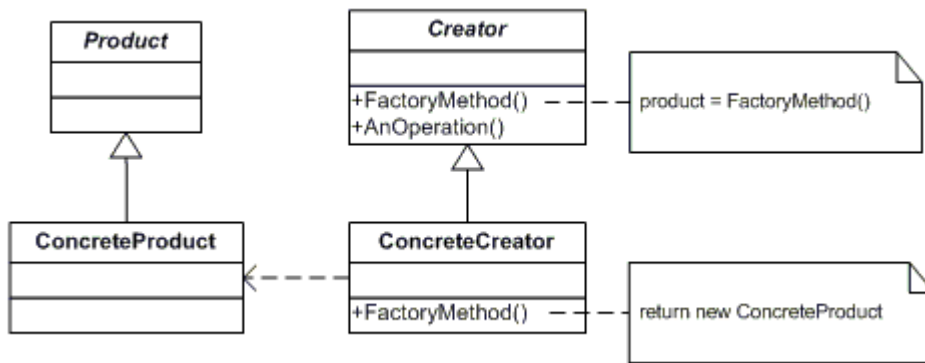 Product
Creator
+FactoryMethod()
+AnOperation()
product = FactoryMethod()
ConcreteProduct
ConcreteCreator
+FactoryMethod()
return new ConcreteProduct